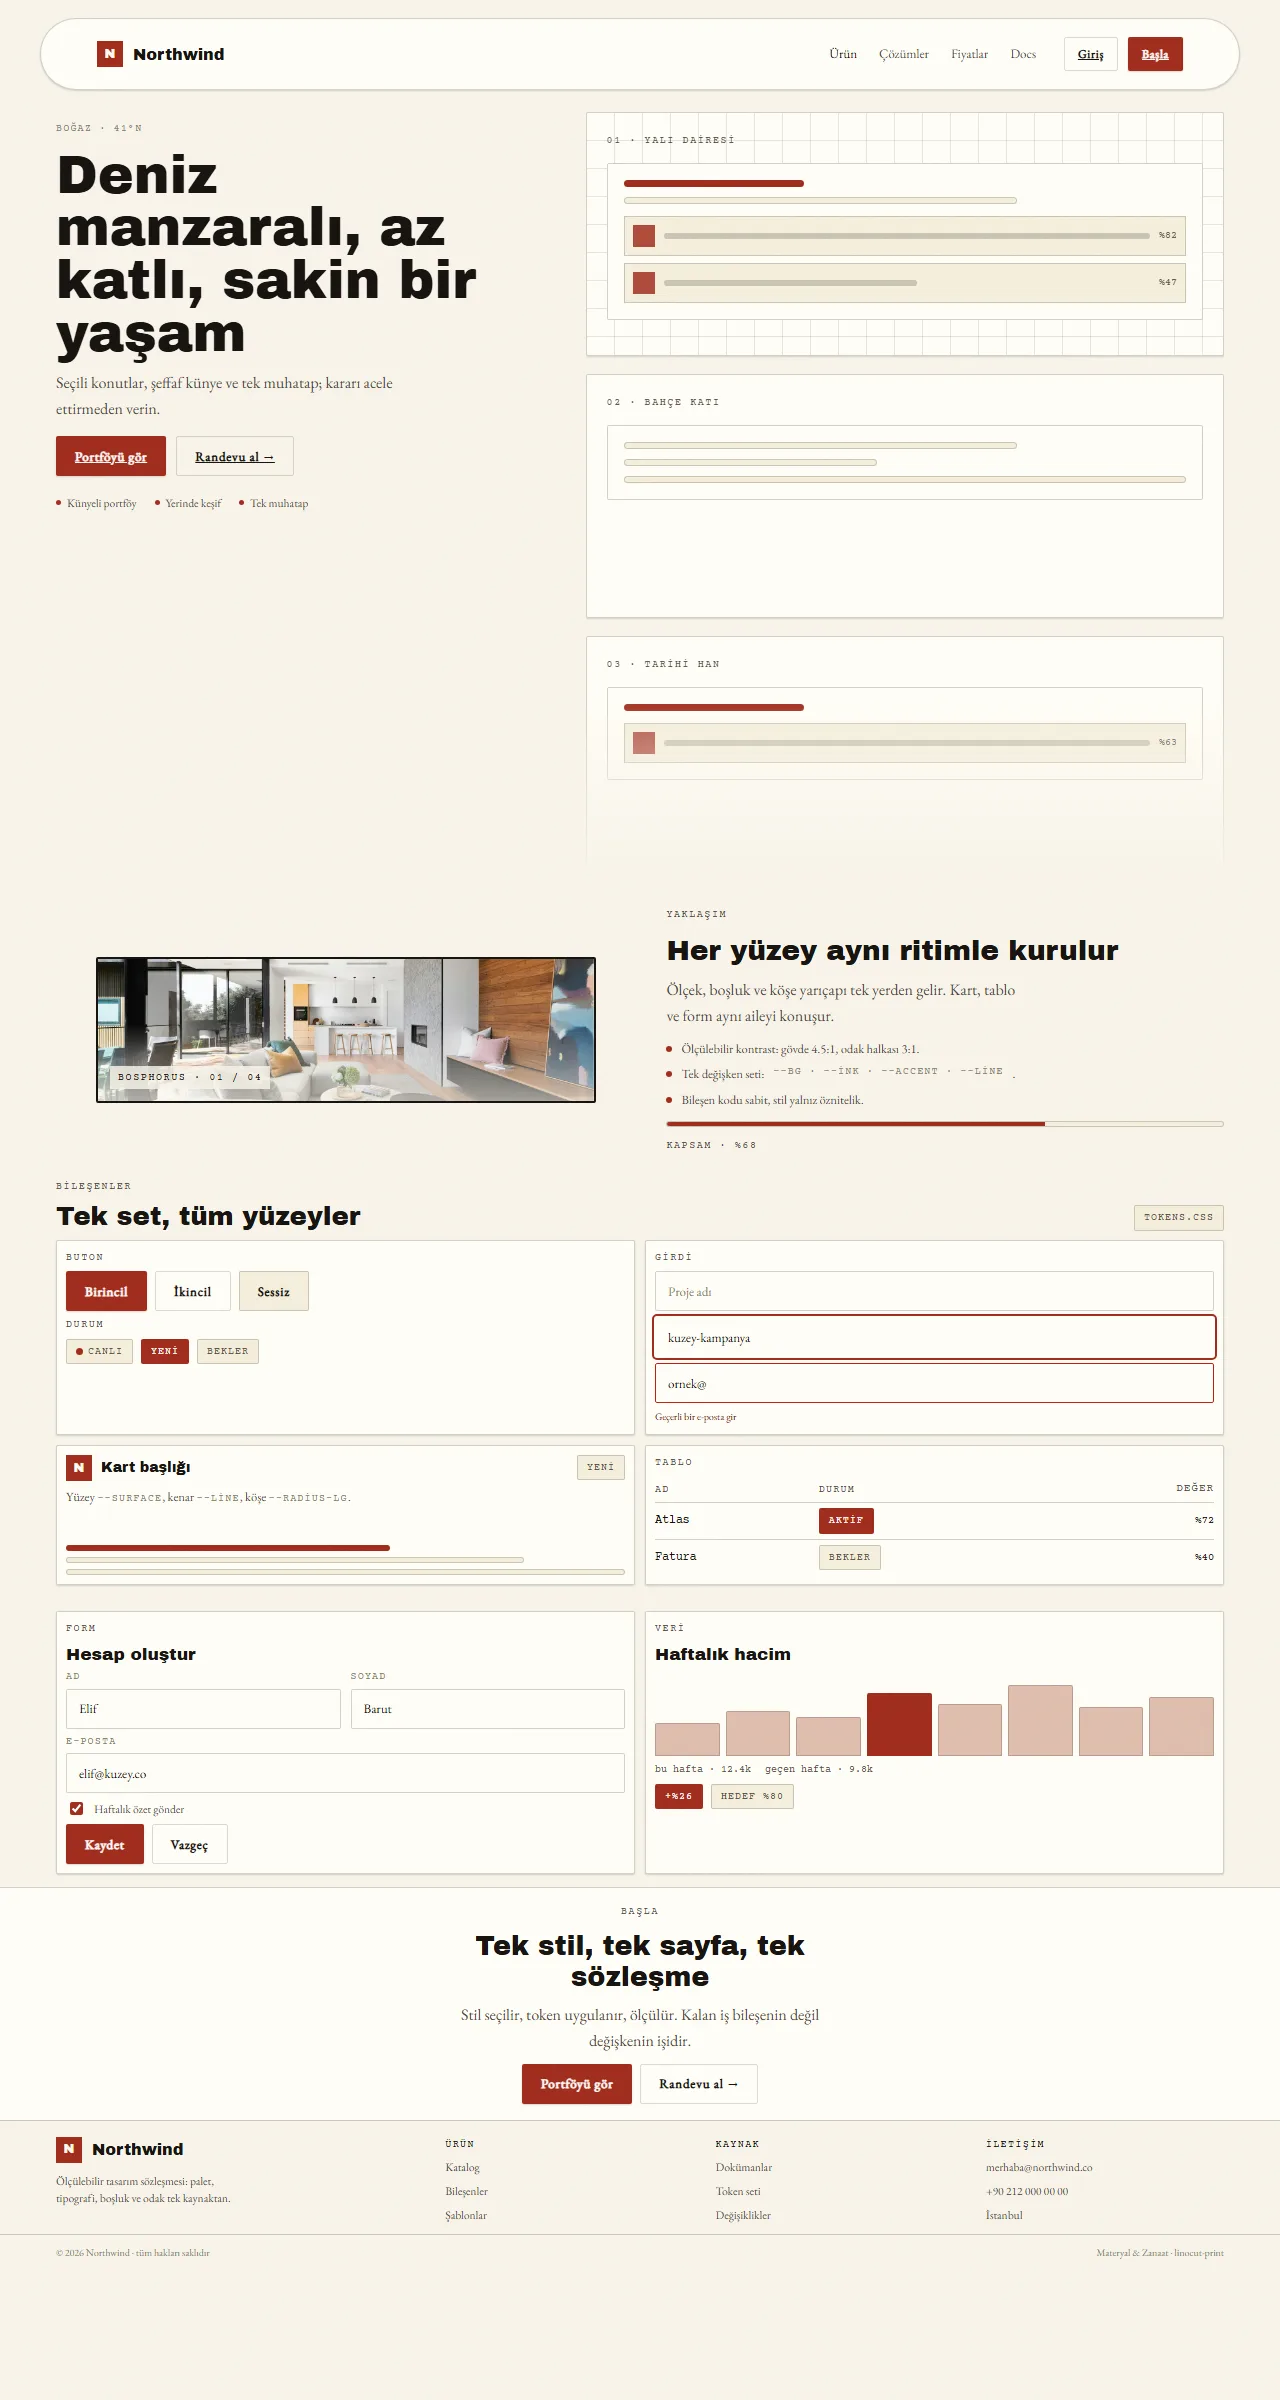 N Northwind
Ürün Çözümler Fiyatlar Docs Giriş Başla
BOĞAZ · 41°N
Deniz
manzaralı, az
katlı, sakin bir
yaşam
Seçili konutlar, şeffaf künye ve tek muhatap; kararı acele
ettirmeden verin.
Portföyü gör Randevu al →
Künyeli portföy Yerinde keşif Tek muhatap
01 · YALI DAİRESİ
%82
%47
02 · BAHÇE KATI
03 · TARİHİ HAN
%63
BOSPHORUS · 01 / 04
YAKLAŞIM
Her yüzey aynı ritimle kurulur
Ölçek, boşluk ve köşe yarıçapı tek yerden gelir. Kart, tablo
ve form aynı aileyi konuşur.
Ölçülebilir kontrast: gövde 4.5:1, odak halkası 3:1.
Tek değişken seti: --BG · --İNK · --ACCENT · --LİNE .
Bileşen kodu sabit, stil yalnız öznitelik.
KAPSAM · %68
BİLEŞENLER
Tek set, tüm yüzeyler
TOKENS.CSS
BUTON
Birincil İkincil Sessiz
DURUM
CANLI YENİ BEKLER
GİRDİ
Proje adı
kuzey-kampanya
ornek@
Geçerli bir e-posta gir
N Kart başlığı YENİ
Yüzey --SURFACE, kenar --LİNE, köşe --RADİUS-LG.
TABLO
AD DURUM DEĞER
Atlas AKTİF %72
Fatura BEKLER %40
FORM
Hesap oluştur
AD SOYAD
Elif Barut
E-POSTA
elif@kuzey.co
Haftalık özet gönder
Kaydet Vazgeç
VERİ
Haftalık hacim
bu hafta · 12.4k geçen hafta · 9.8k
+%26 HEDEF %80
BAŞLA
Tek stil, tek sayfa, tek
sözleşme
Stil seçilir, token uygulanır, ölçülür. Kalan iş bileşenin değil
değişkenin işidir.
Portföyü gör Randevu al →
N Northwind
Ölçülebilir tasarım sözleşmesi: palet,
tipografi, boşluk ve odak tek kaynaktan.
ÜRÜN
Katalog
Bileşenler
Şablonlar
KAYNAK
Dokümanlar
Token seti
Değişiklikler
İLETİŞİM
merhaba@northwind.co
+90 212 000 00 00
İstanbul
© 2026 Northwind · tüm hakları saklıdır
Materyal & Zanaat · linocut-print